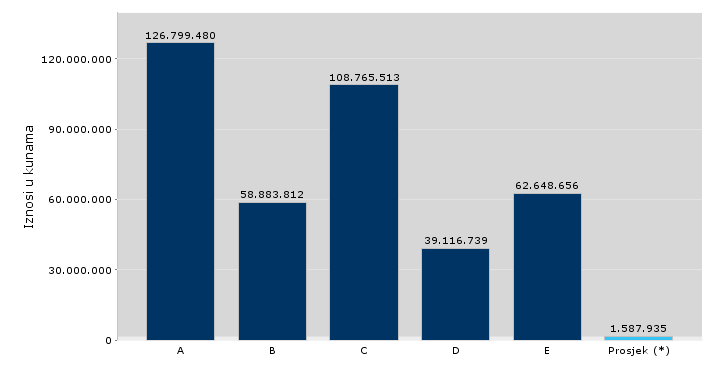 Iznosi u kunama
120.000.000
90.000.000
60.000.000
30.000.000
0
126.799.480
58.883.812
108.765.513
39.116.739
62.648.656
1.587.935
A
B
C
D
E
Prosjek (*)